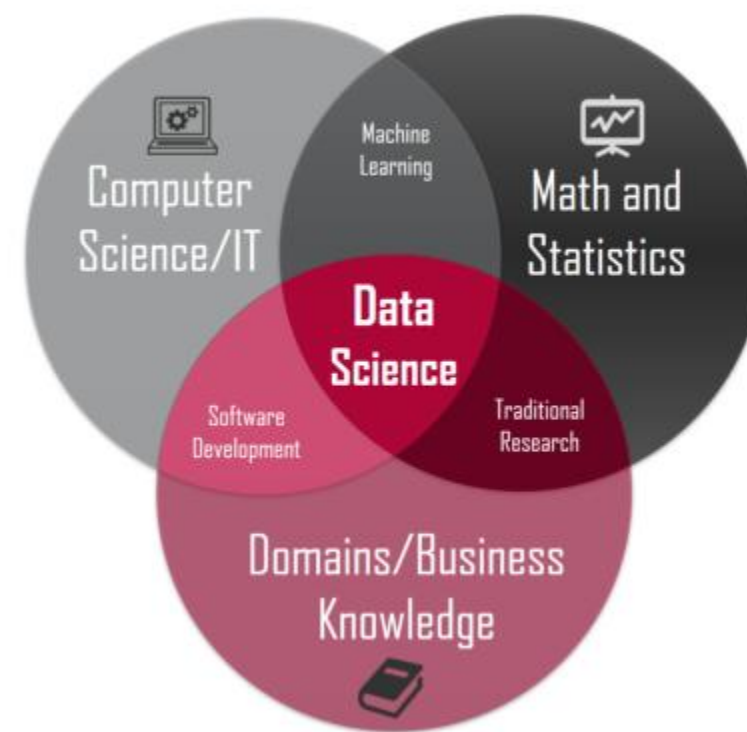 Machine
Learning
Computer
Science/IT
Math and
Statistics
Data
Science
Software
Development
Traditional
Research
Domains/Business
Knowledge